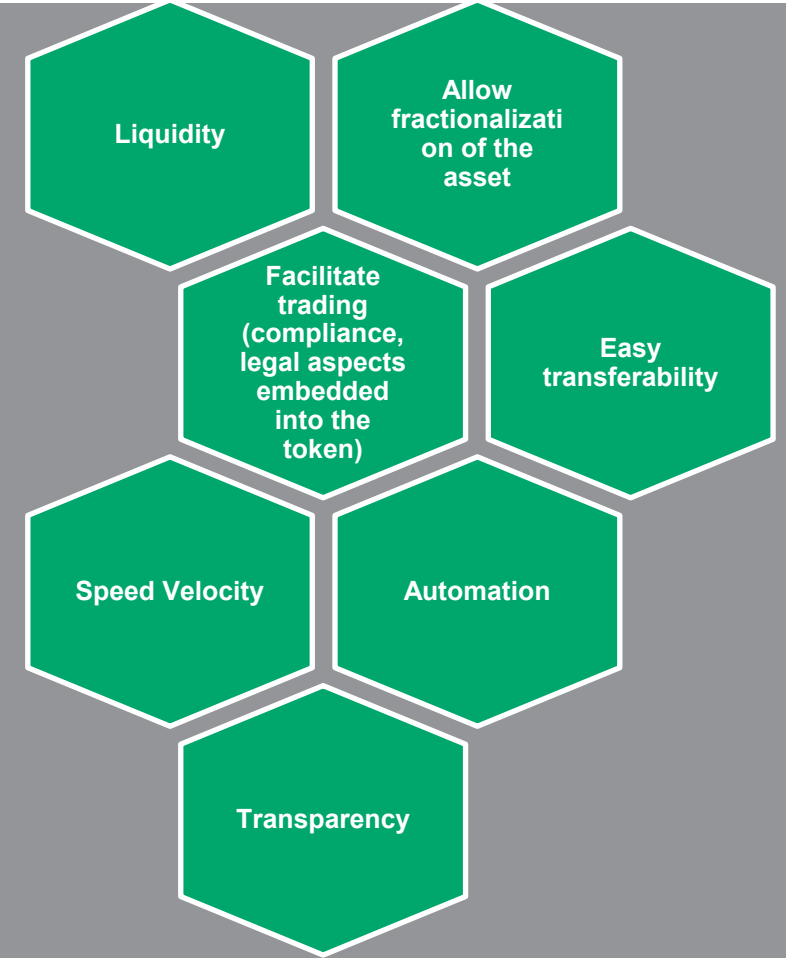 Liquidity
Allow
fractionalizati
on of the
asset
Facilitate
trading
(compliance,
legal aspects
embedded
into the
token)
Easy
transferability
Speed Velocity
Automation
Transparency